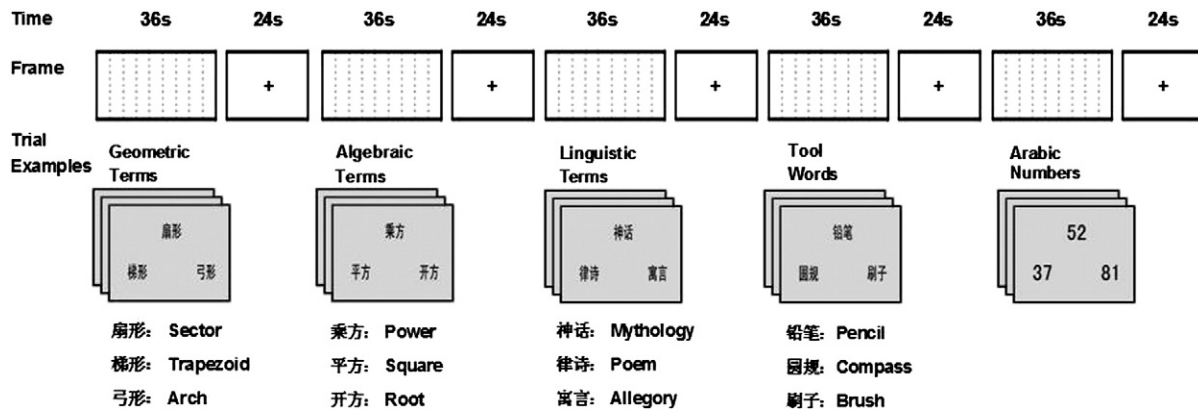 Time 36s 24s 36s 24s 36s 24s 36s 24s 36s 24s
Frame + + + + +
Trial Examples
Geometric Terms
扇形
梯形 弓形
扇形: Sector
梯形: Trapezoid
弓形: Arch
Algebraic Terms
乘方
平方 开方
乘方: Power
平方: Square
开方: Root
Linguistic Terms
神话
律诗 寓言
神话: Mythology
律诗: Poem
寓言: Allegory
Tool Words
铅笔
圆规 刷子
铅笔: Pencil
圆规: Compass
刷子: Brush
Arabic Numbers
52
37 81